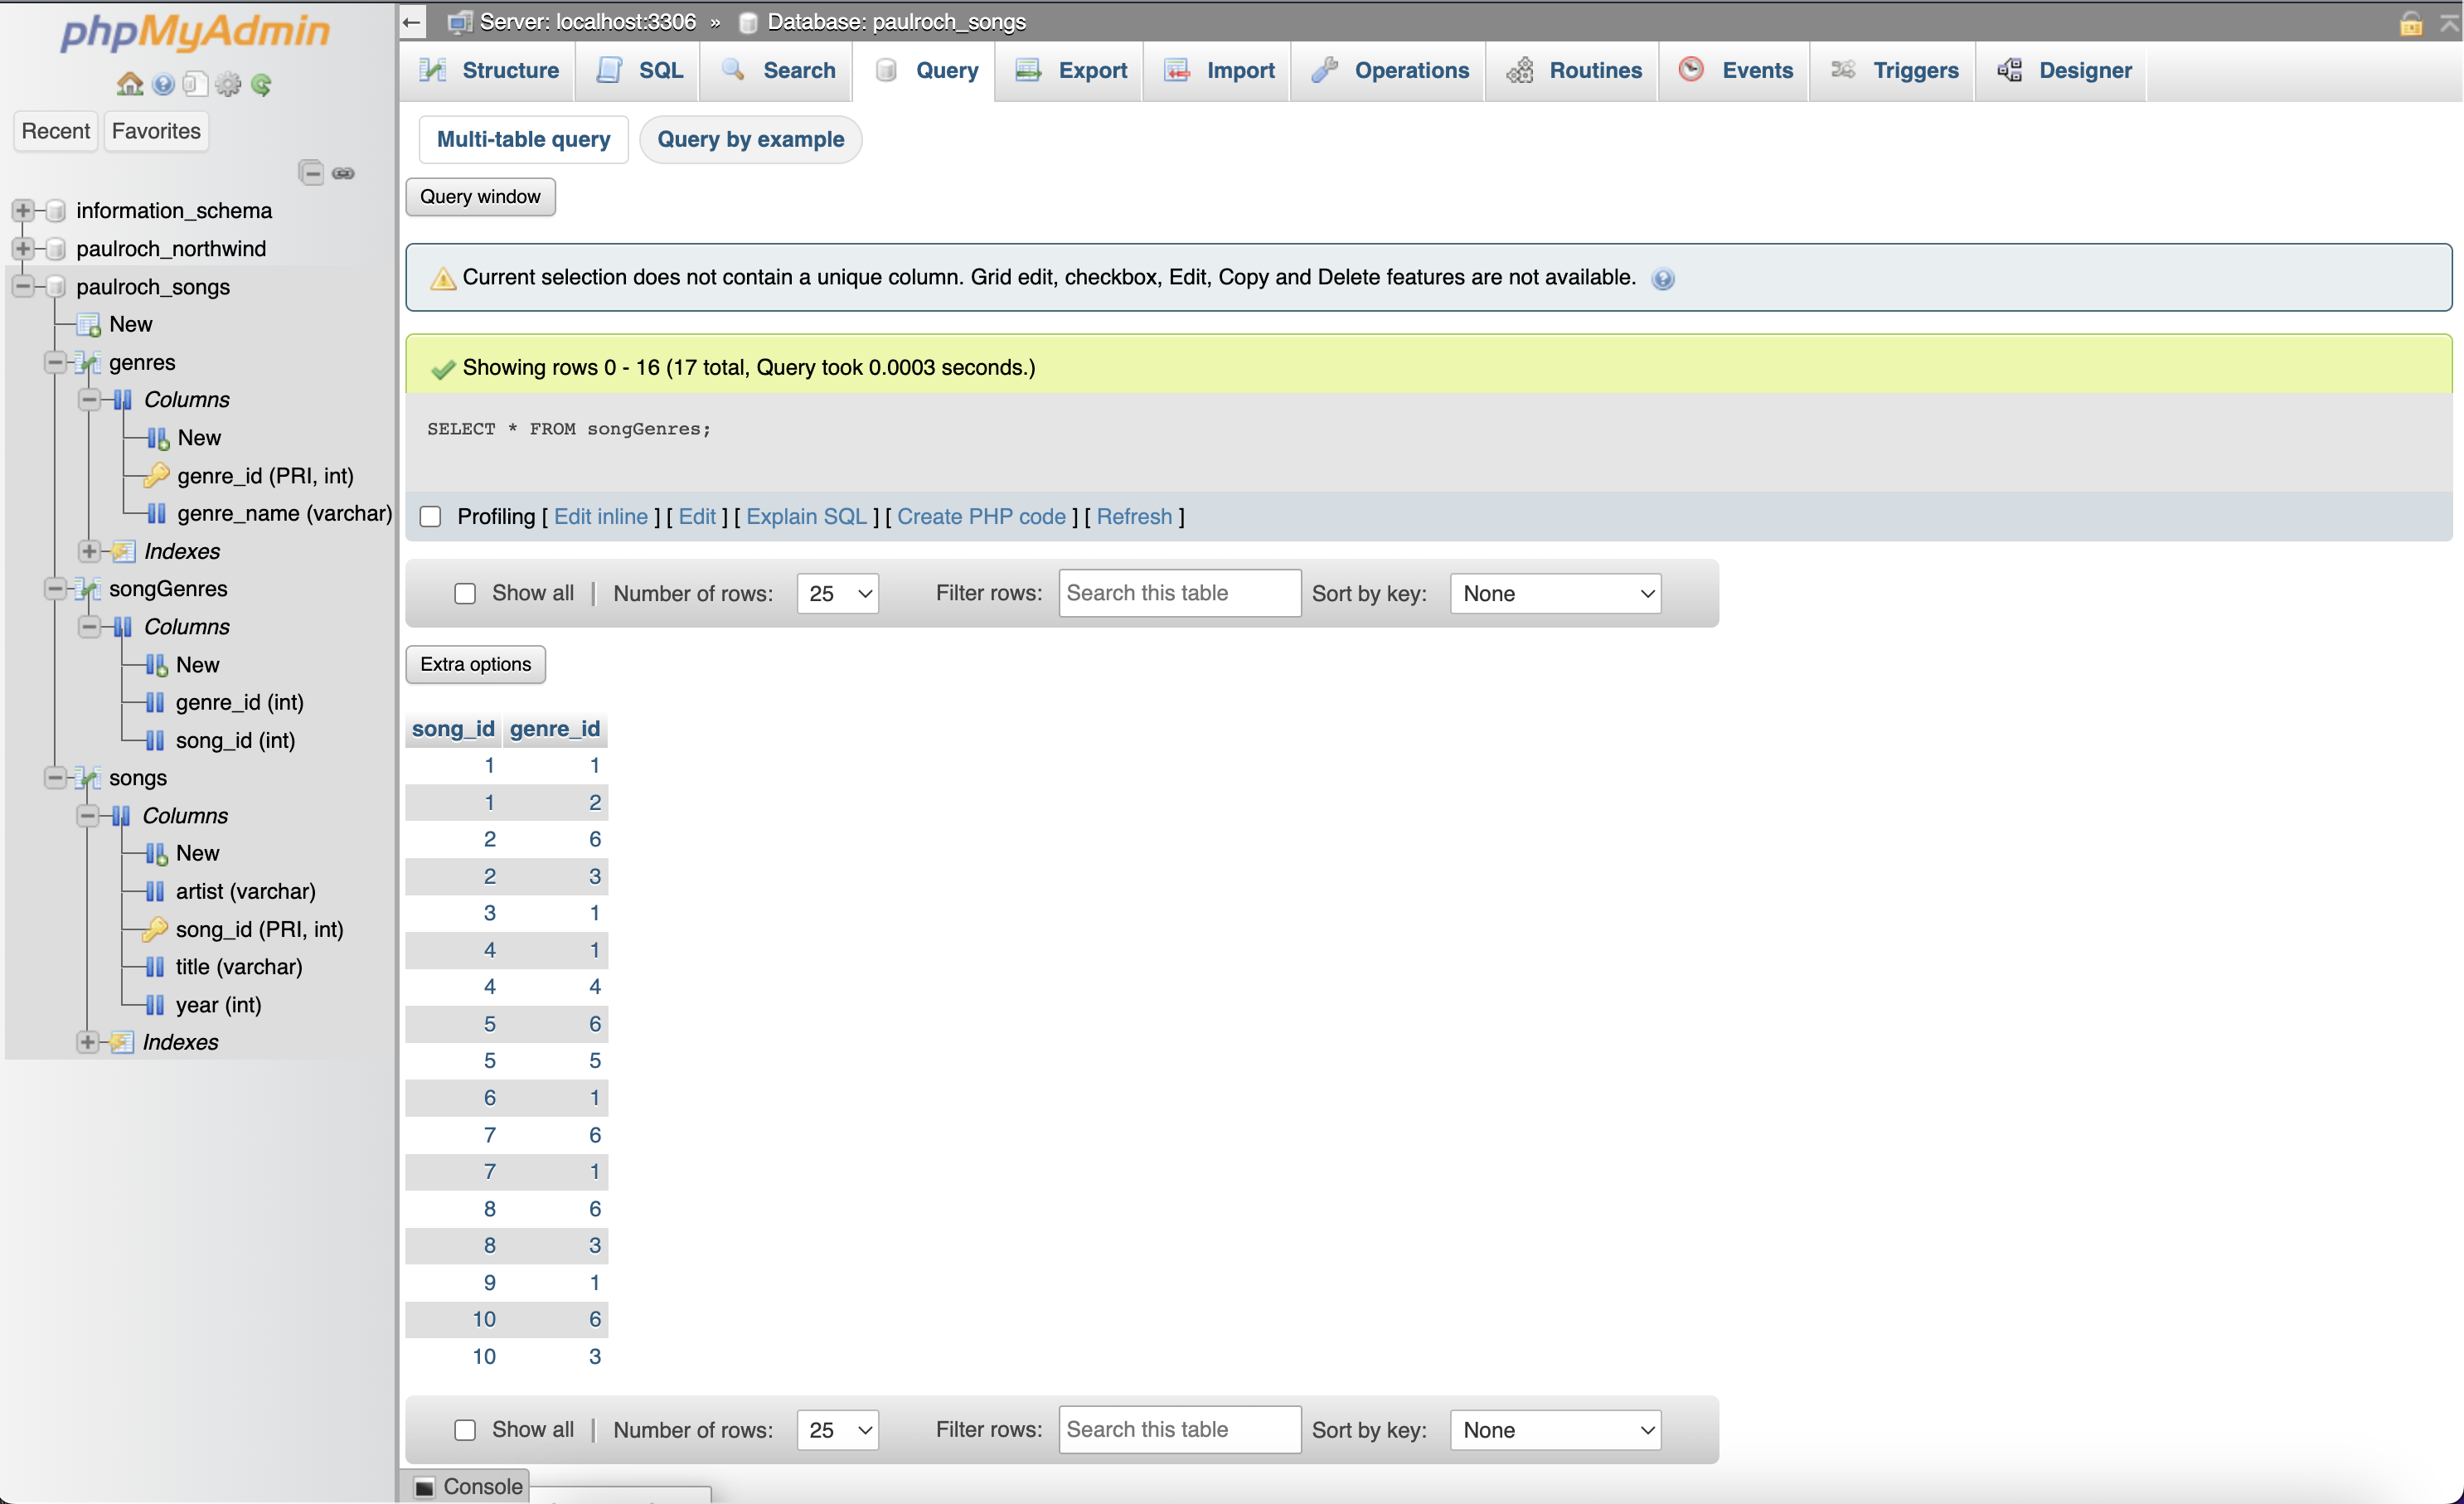 phpMyAdmin
Recent Favorites
information_schema
paulroch_northwind
paulroch_songs
New
genres
Columns
New
genre_id (PRI, int)
genre_name (varchar)
Indexes
songGenres
Columns
New
genre_id (int)
song_id (int)
songs
Columns
New
artist (varchar)
song_id (PRI, int)
title (varchar)
year (int)
Indexes
Server: localhost:3306 » Database: paulroch_songs
Structure SQL Search Query Export Import Operations Routines Events Triggers Designer
Multi-table query Query by example
Query window
Current selection does not contain a unique column. Grid edit, checkbox, Edit, Copy and Delete features are not available.
Showing rows 0 - 16 (17 total, Query took 0.0003 seconds.)
SELECT * FROM songGenres;
Profiling [ Edit inline ] [ Edit ] [ Explain SQL ] [ Create PHP code ] [ Refresh ]
Show all | Number of rows: 25 Filter rows: Search this table Sort by key: None
Extra options
song_id genre_id
1 1
1 2
2 6
2 3
3 1
4 1
4 4
5 6
5 5
6 1
7 6
7 1
8 6
8 3
9 1
10 6
10 3
Show all | Number of rows: 25 Filter rows: Search this table Sort by key: None
Console